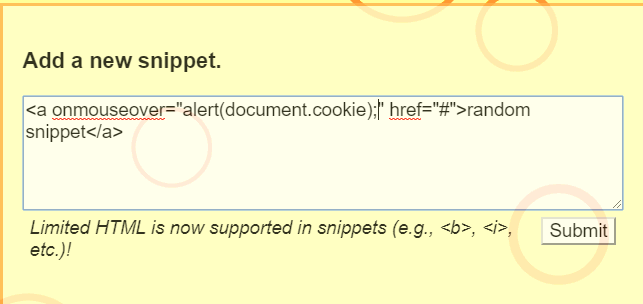 Add a new snippet.
<a onmouseover="alert(document.cookie);" href="#">random
snippet</a>
Limited HTML is now supported in snippets (e.g., <b>, <i>,
etc.)!
Submit